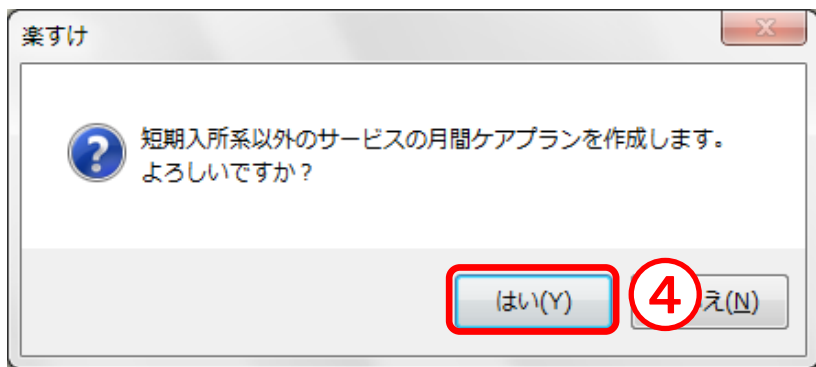 楽すけ
短期入所系以外のサービスの月間ケアプランを作成します。
よろしいですか？
はい(Y)
④
え(N)